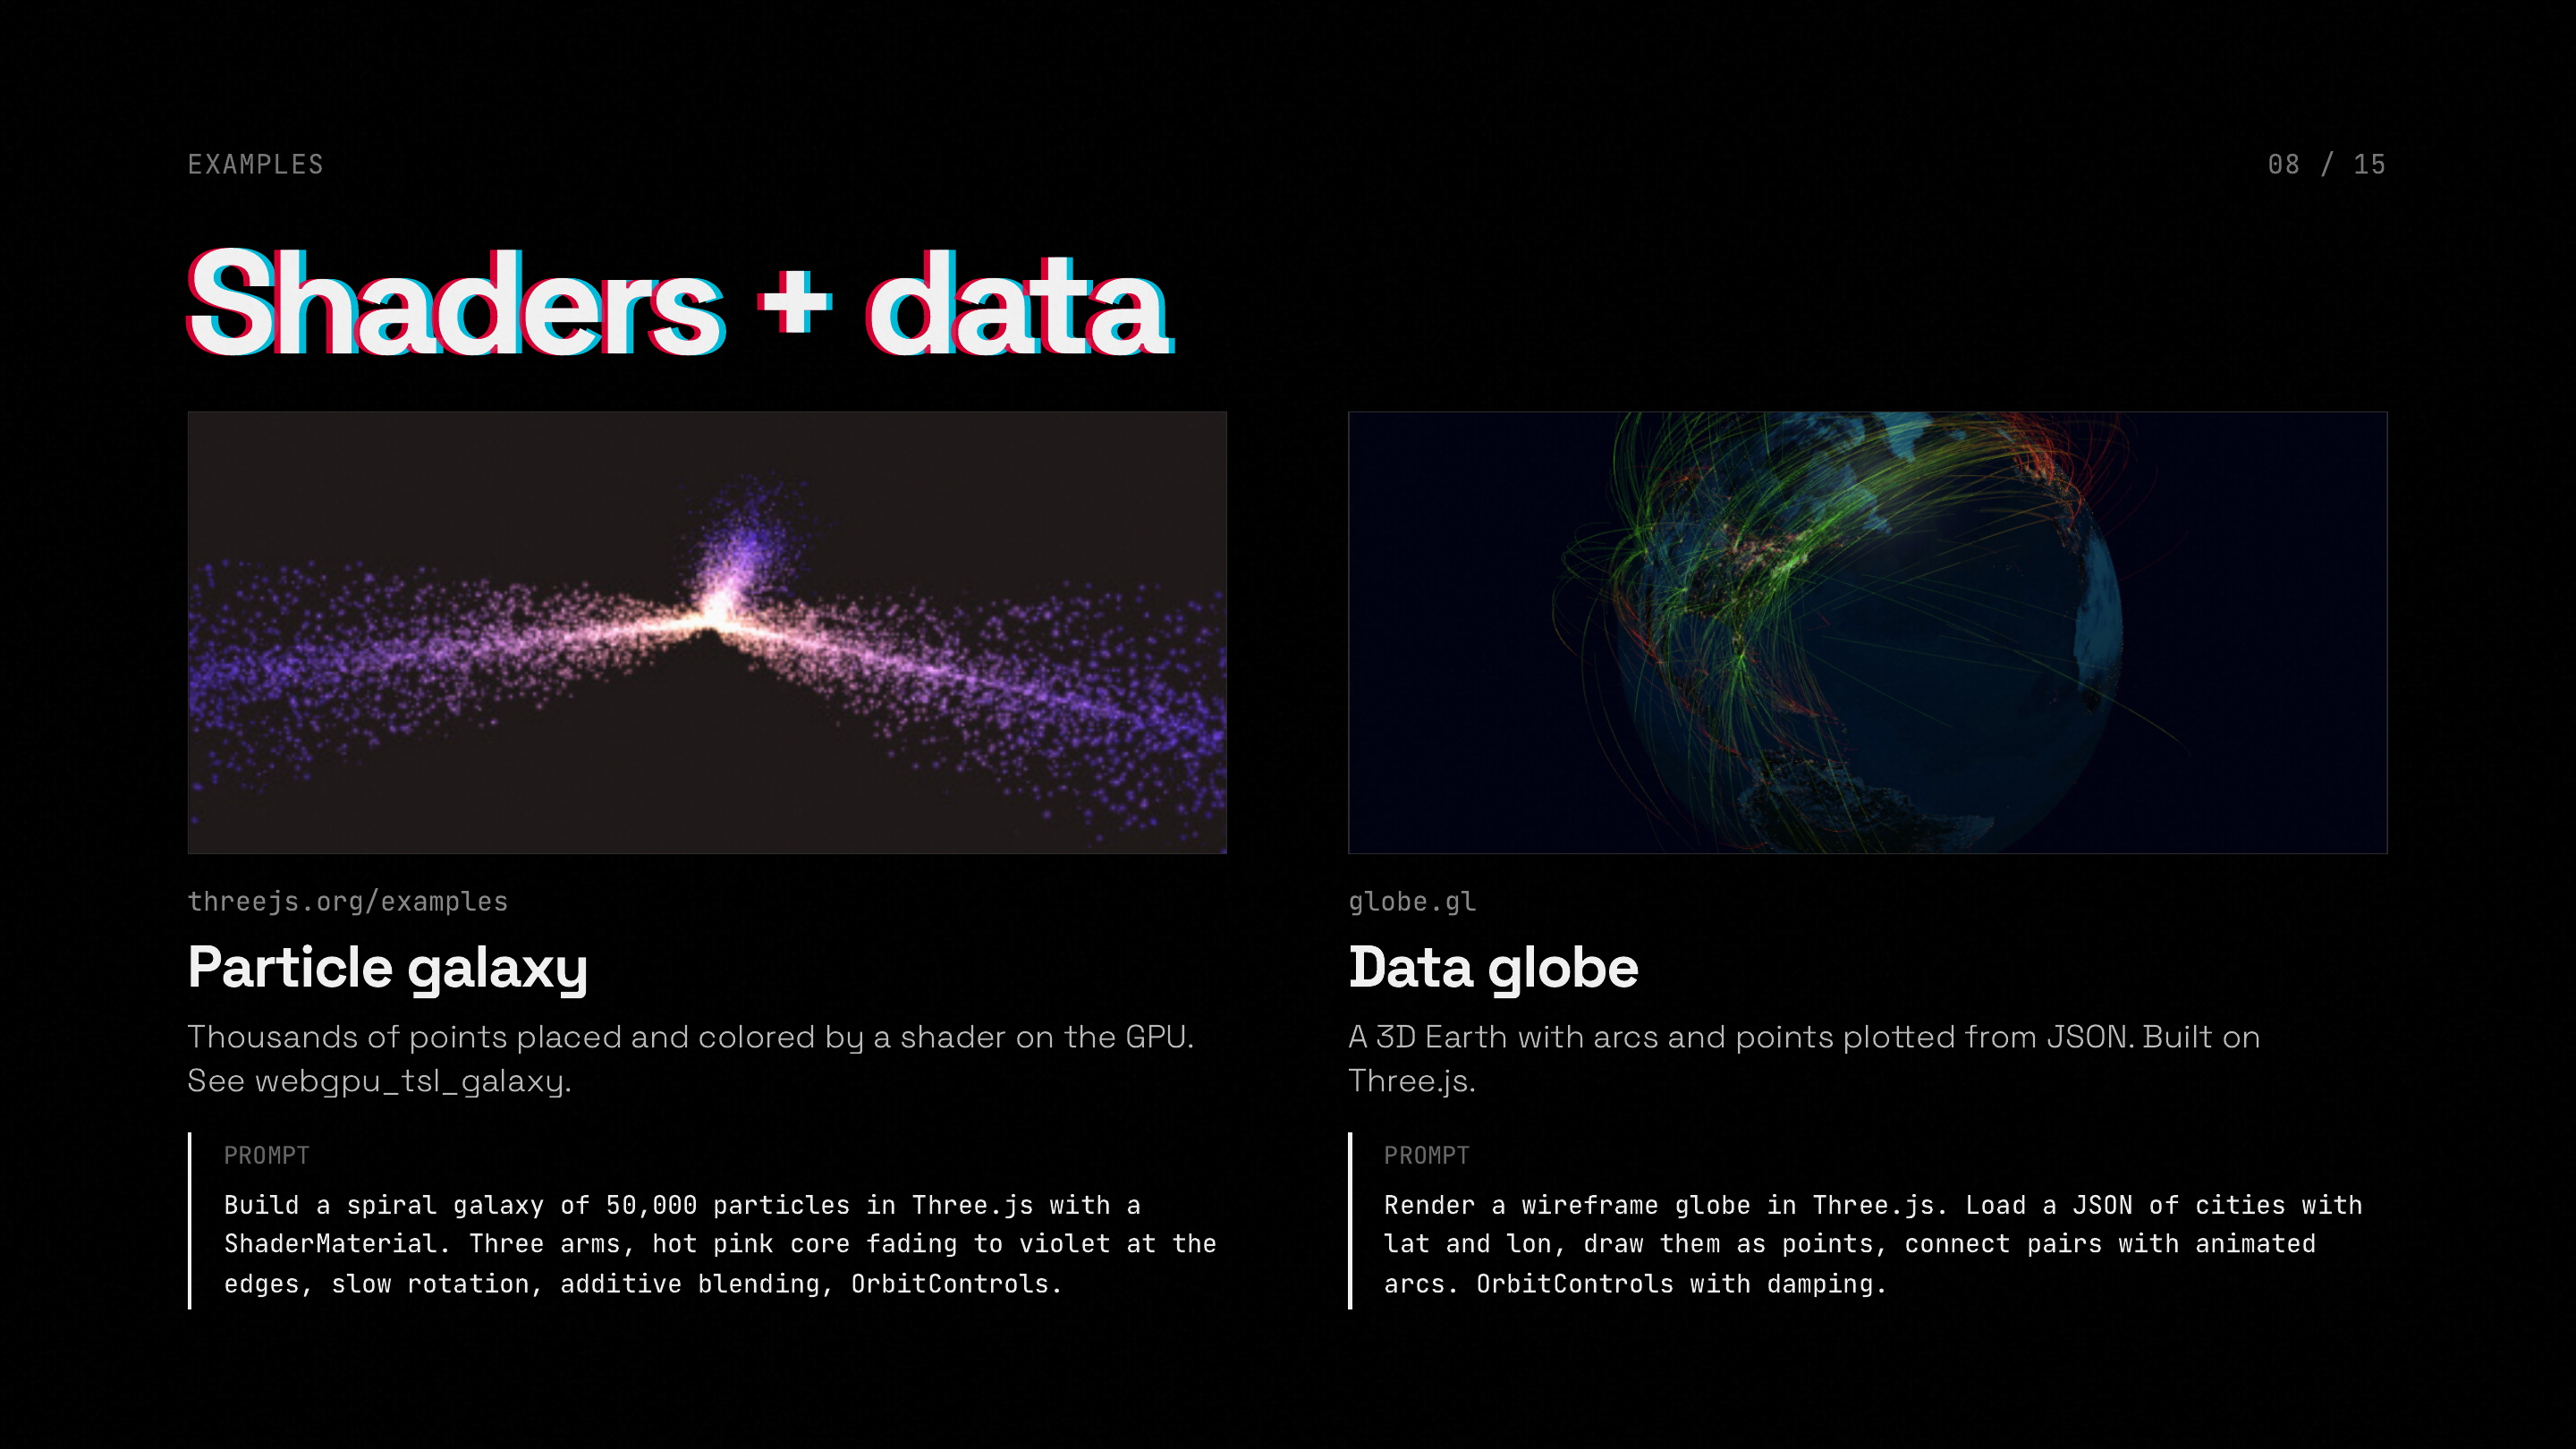 EXAMPLES
08 / 15
Shaders + data
threejs.org/examples
Particle galaxy
Thousands of points placed and colored by a shader on the GPU.
See webgpu_tsl_galaxy.
PROMPT
Build a spiral galaxy of 50,000 particles in Three.js with a
ShaderMaterial. Three arms, hot pink core fading to violet at the
edges, slow rotation, additive blending, OrbitControls.
globe.gl
Data globe
A 3D Earth with arcs and points plotted from JSON. Built on
Three.js.
PROMPT
Render a wireframe globe in Three.js. Load a JSON of cities with
lat and lon, draw them as points, connect pairs with animated
arcs. OrbitControls with damping.